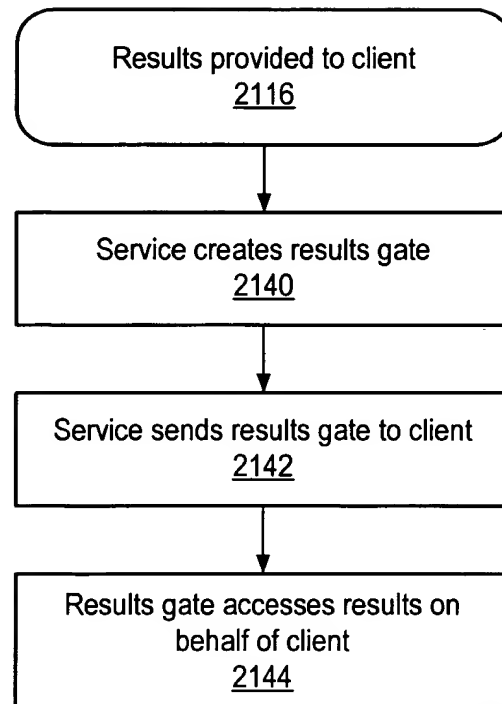 Results provided to client
2116
Service creates results gate
2140
Service sends results gate to client
2142
Results gate accesses results on
behalf of client
2144